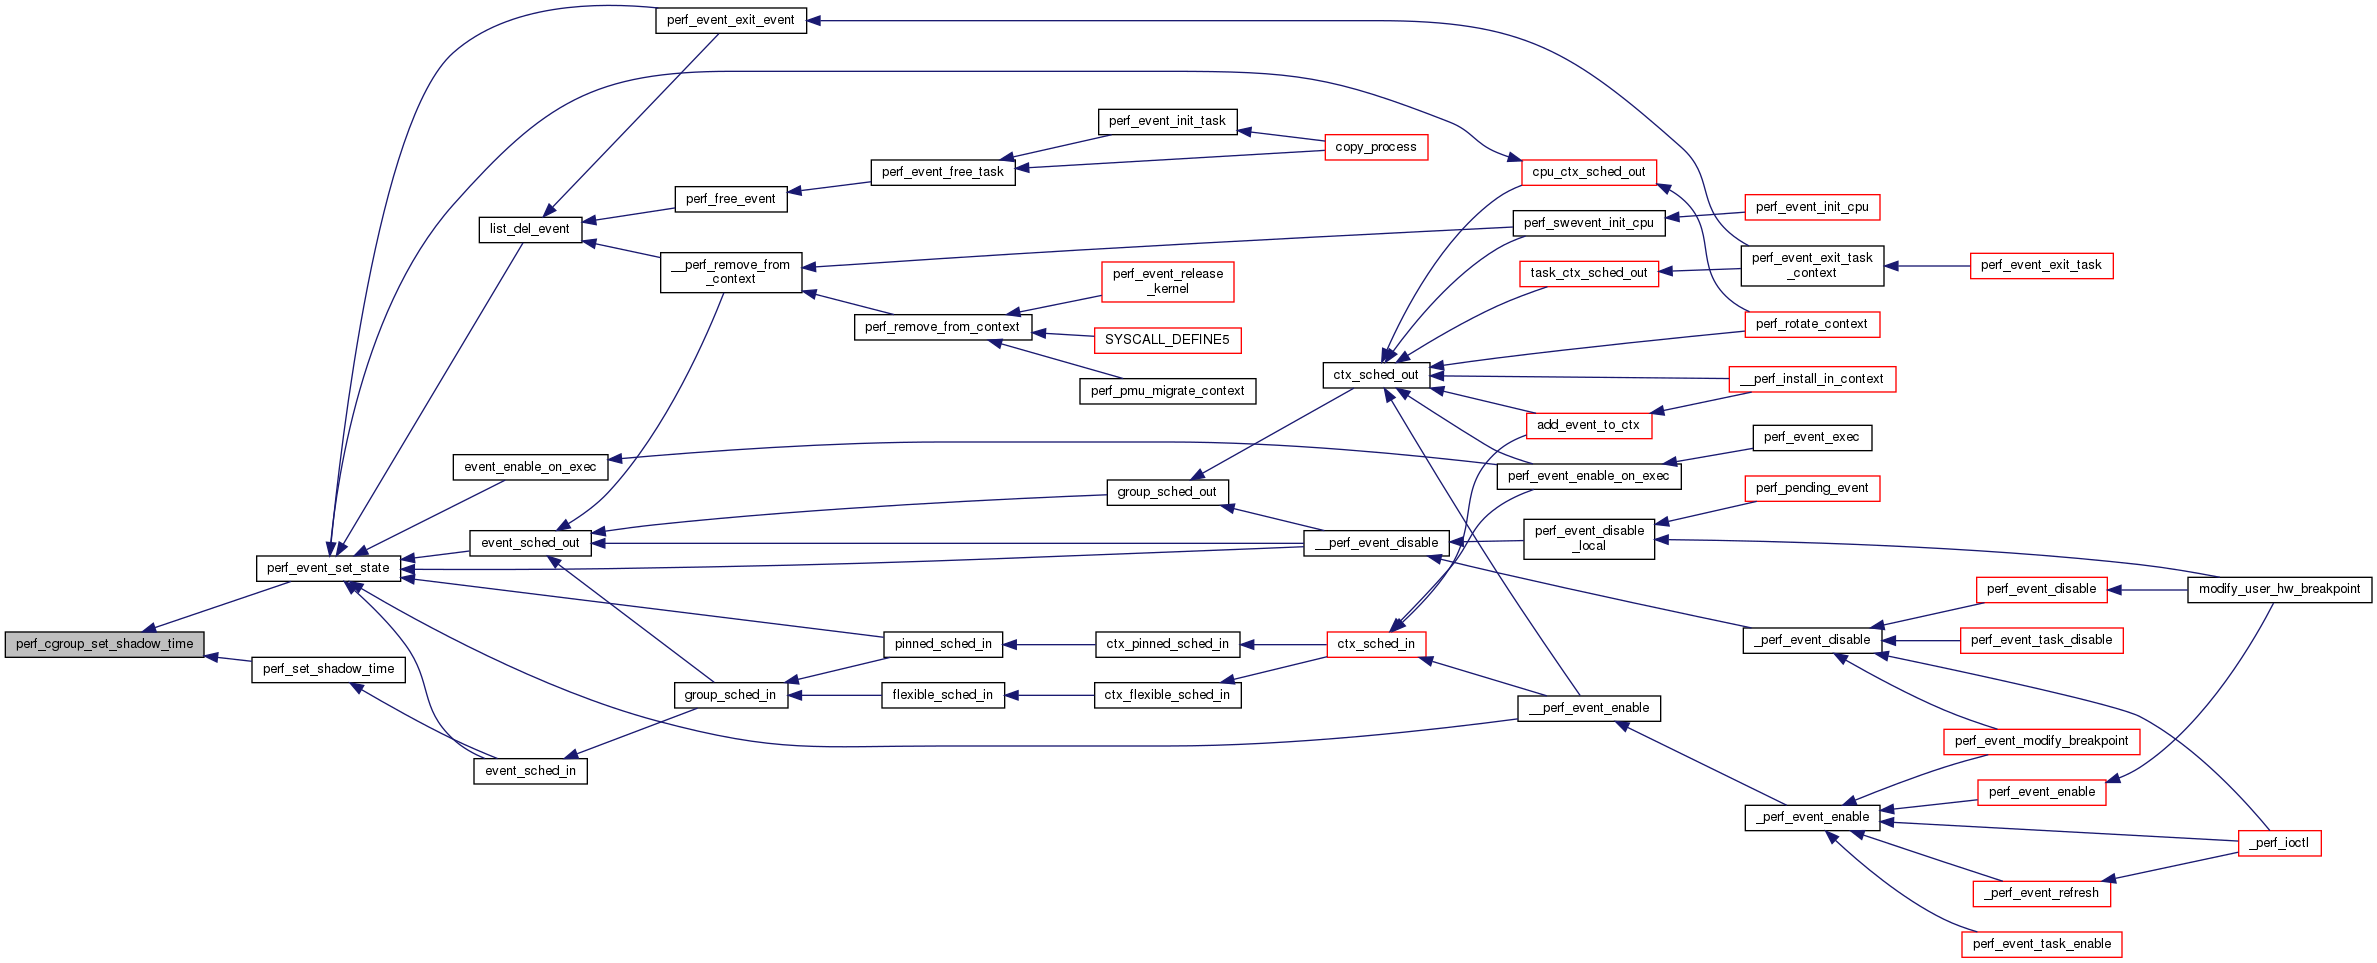 perf_event_exit_event
perf_event_init_task
copy_process
perf_event_free_task
cpu_ctx_sched_out
perf_free_event
perf_event_init_cpu
list_del_event
perf_swevent_init_cpu
__perf_remove_from
_context
perf_event_exit_task
_context
perf_event_exit_task
perf_event_release
_kernel
task_ctx_sched_out
perf_remove_from_context
perf_rotate_context
SYSCALL_DEFINE5
ctx_sched_out
__perf_install_in_context
perf_pmu_migrate_context
add_event_to_ctx
perf_event_exec
event_enable_on_exec
perf_event_enable_on_exec
group_sched_out
perf_pending_event
event_sched_out
__perf_event_disable
perf_event_disable
_local
perf_event_set_state
perf_event_disable
modify_user_hw_breakpoint
perf_cgroup_set_shadow_time
pinned_sched_in
ctx_pinned_sched_in
ctx_sched_in
_perf_event_disable
perf_event_task_disable
perf_set_shadow_time
group_sched_in
flexible_sched_in
ctx_flexible_sched_in
__perf_event_enable
perf_event_modify_breakpoint
event_sched_in
perf_event_enable
_perf_event_enable
_perf_ioctl
_perf_event_refresh
perf_event_task_enable